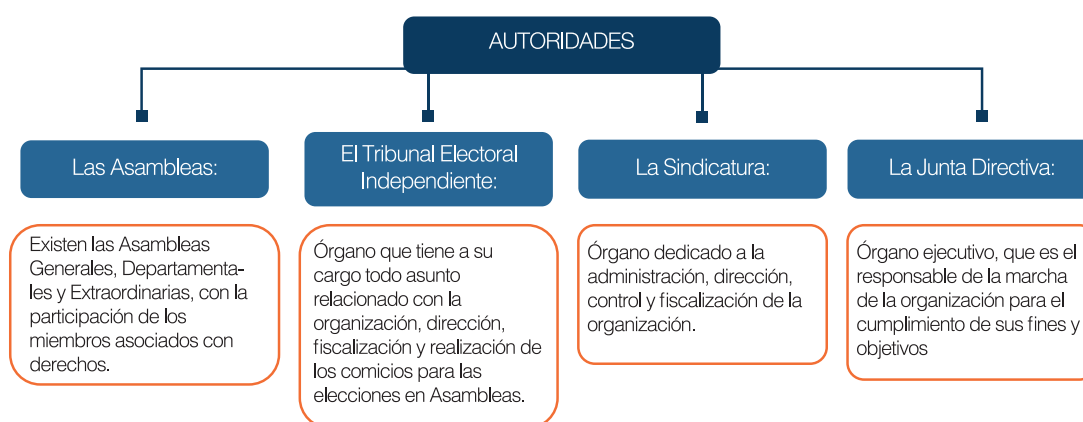 AUTORIDADES
Las Asambleas:
Existen las Asambleas
Generales, Departamenta-
les y Extraordinarias, con la
participación de los
miembros asociados con
derechos.
El Tribunal Electoral
Independiente:
Órgano que tiene a su
cargo todo asunto
relacionado con la
organización, dirección,
fiscalización y realización de
los comicios para las
elecciones en Asambleas.
La Sindicatura:
Órgano dedicado a la
administración, dirección,
control y fiscalización de la
organización.
La Junta Directiva:
Órgano ejecutivo, que es el
responsable de la marcha
de la organización para el
cumplimiento de sus fines y
objetivos